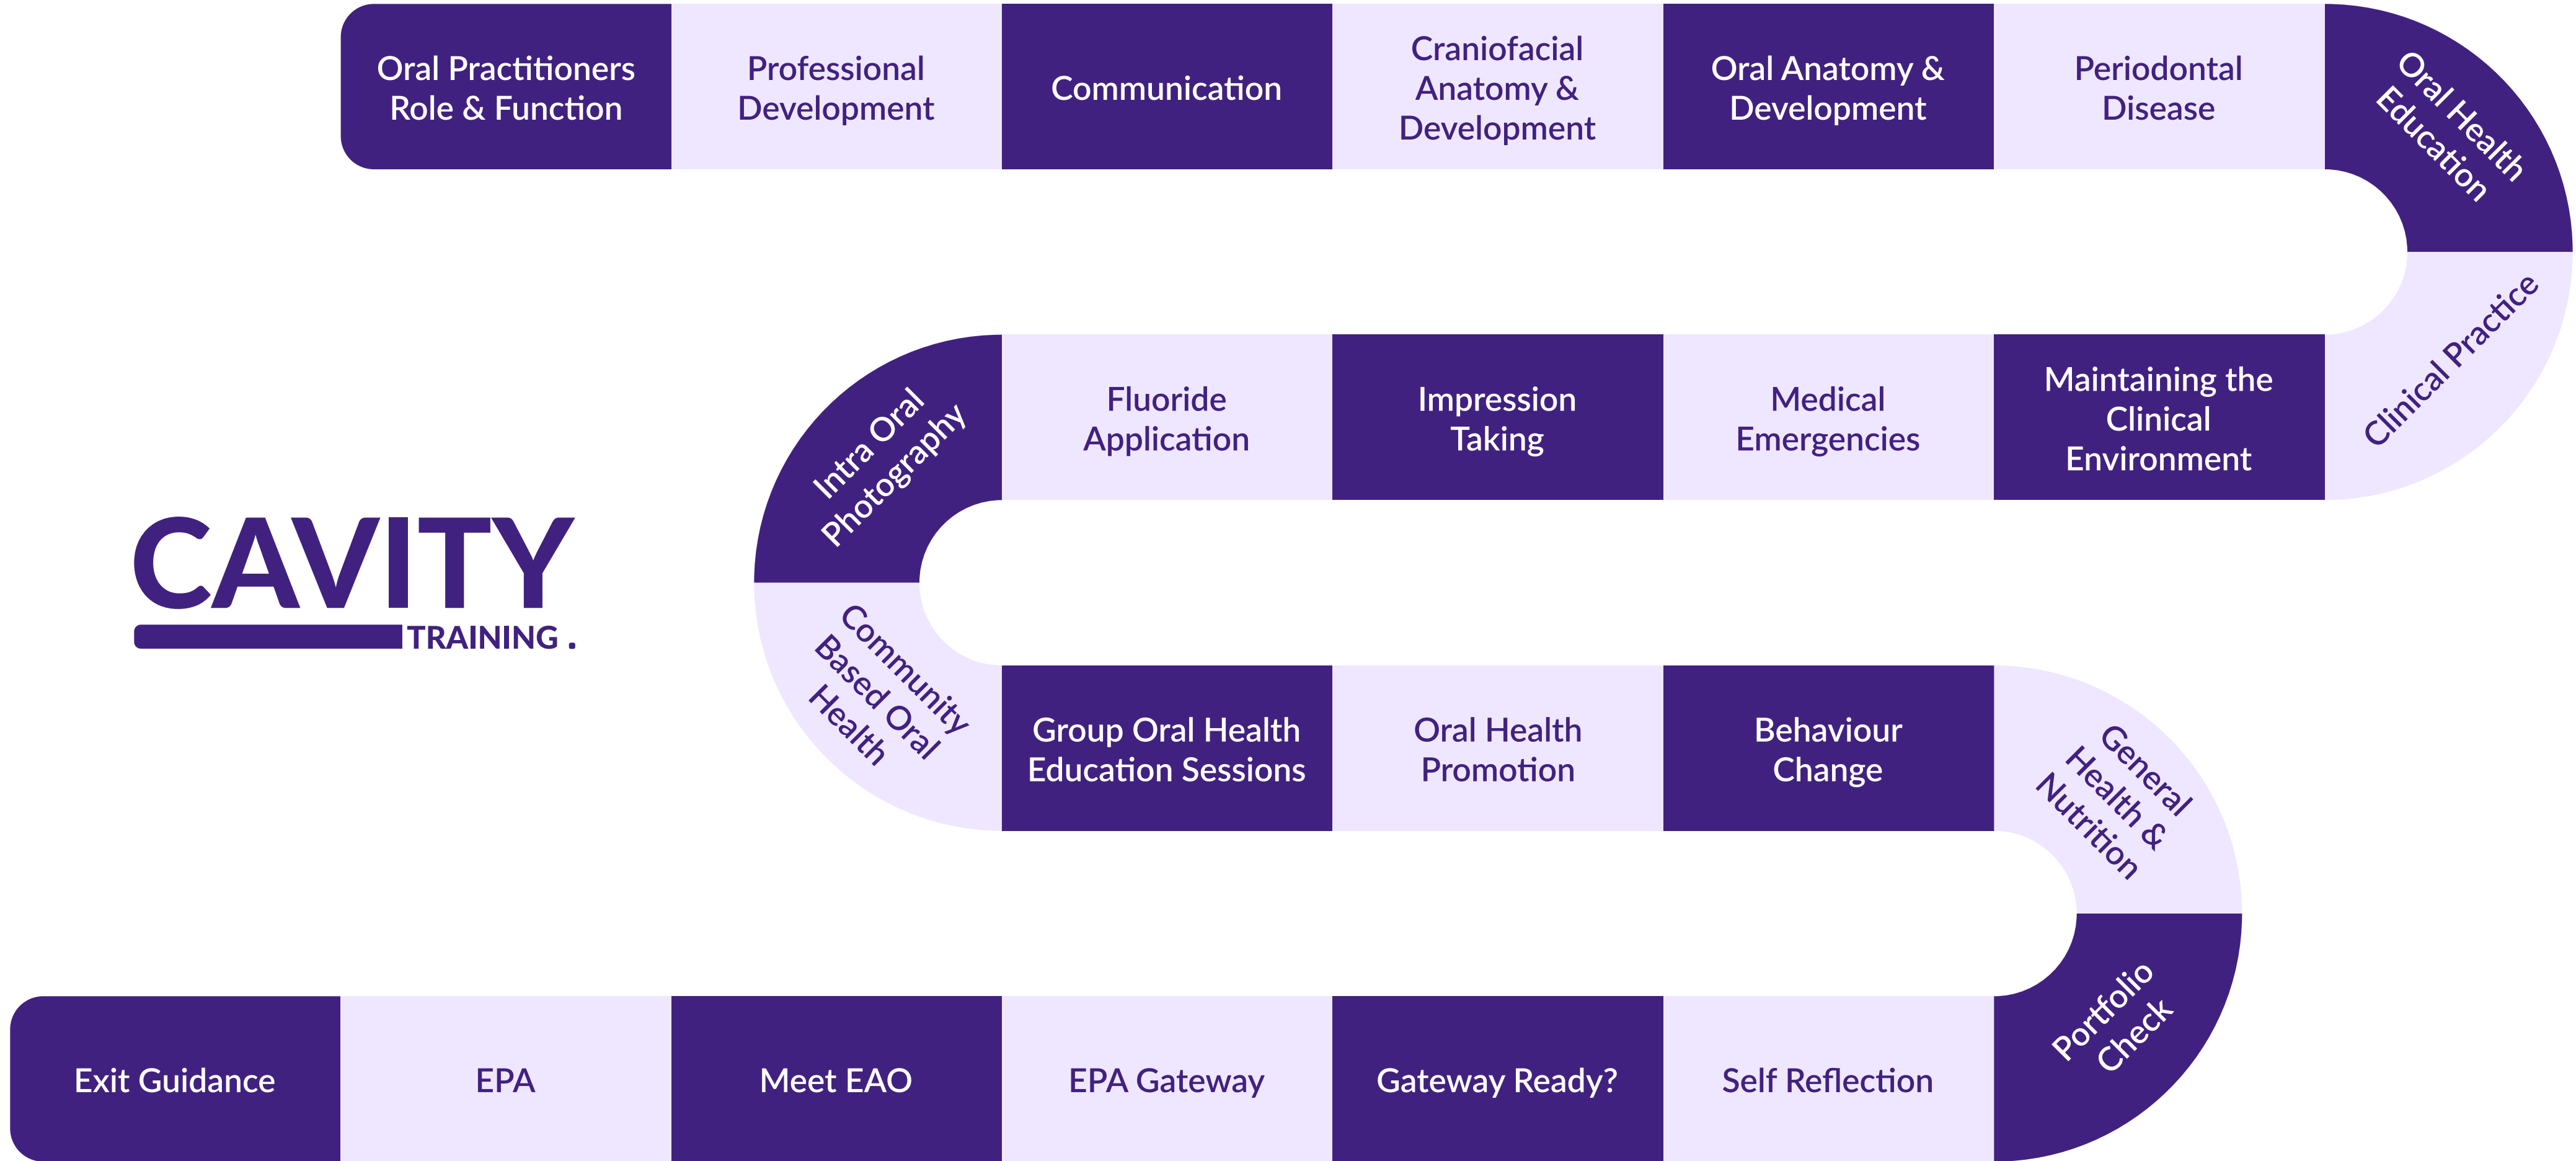 Oral Practitioners
Role & Function
Professional
Development
Communication
Craniofacial
Anatomy &
Development
Oral Anatomy &
Development
Periodontal
Disease
Oral Health
Education
Clinical Practice
Maintaining the
Clinical
Environment
Medical
Emergencies
Impression
Taking
Fluoride
Application
Intra Oral
Photography
Community
Based Oral
Health
Group Oral Health
Education Sessions
Oral Health
Promotion
Behaviour
Change
General
Health &
Nutrition
Portfolio
Check
Self Reflection
Gateway Ready?
EPA Gateway
Meet EAO
EPA
Exit Guidance
CAVITY
TRAINING .